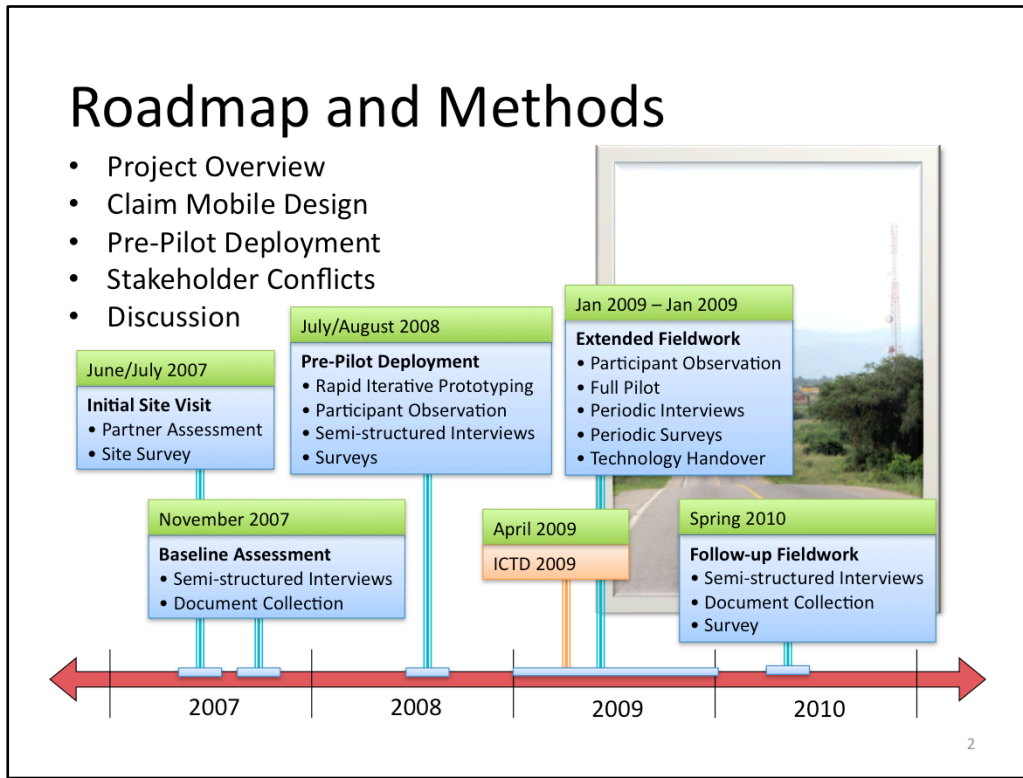 Roadmap and Methods
• Project Overview
• Claim Mobile Design
• Pre-Pilot Deployment
• Stakeholder Conflicts
• Discussion
June/July 2007
Initial Site Visit
• Partner Assessment
• Site Survey
November 2007
Baseline Assessment
• Semi-structured Interviews
• Document Collection
July/August 2008
Pre-Pilot Deployment
• Rapid Iterative Prototyping
• Participant Observation
• Semi-structured Interviews
• Surveys
Jan 2009 – Jan 2009
Extended Fieldwork
• Participant Observation
• Full Pilot
• Periodic Interviews
• Periodic Surveys
• Technology Handover
April 2009
ICTD 2009
Spring 2010
Follow-up Fieldwork
• Semi-structured Interviews
• Document Collection
• Survey
2007 2008 2009 2010
2